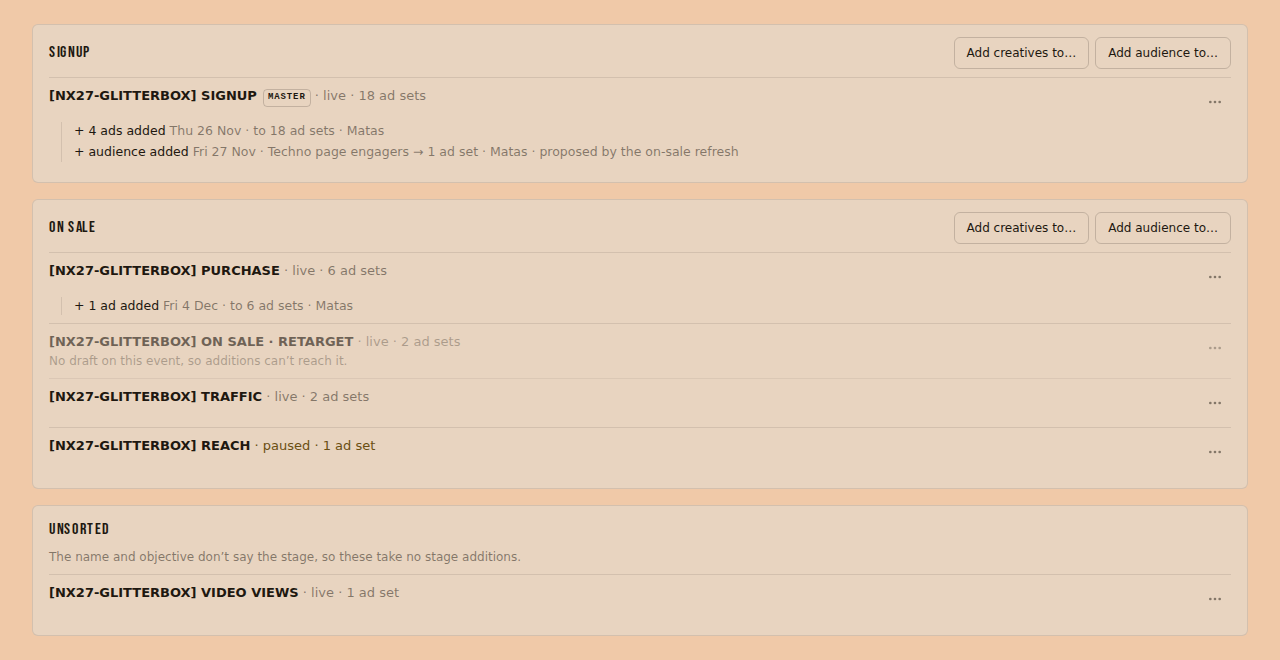 SIGNUP
Add creatives to…
Add audience to…
[NX27-GLITTERBOX] SIGNUP MASTER · live · 18 ad sets
…
+ 4 ads added Thu 26 Nov · to 18 ad sets · Matas
+ audience added Fri 27 Nov · Techno page engagers → 1 ad set · Matas · proposed by the on-sale refresh
ON SALE
Add creatives to…
Add audience to…
[NX27-GLITTERBOX] PURCHASE · live · 6 ad sets
…
+ 1 ad added Fri 4 Dec · to 6 ad sets · Matas
[NX27-GLITTERBOX] ON SALE · RETARGET · live · 2 ad sets
…
No draft on this event, so additions can’t reach it.
[NX27-GLITTERBOX] TRAFFIC · live · 2 ad sets
…
[NX27-GLITTERBOX] REACH · paused · 1 ad set
…
UNSORTED
The name and objective don’t say the stage, so these take no stage additions.
[NX27-GLITTERBOX] VIDEO VIEWS · live · 1 ad set
…